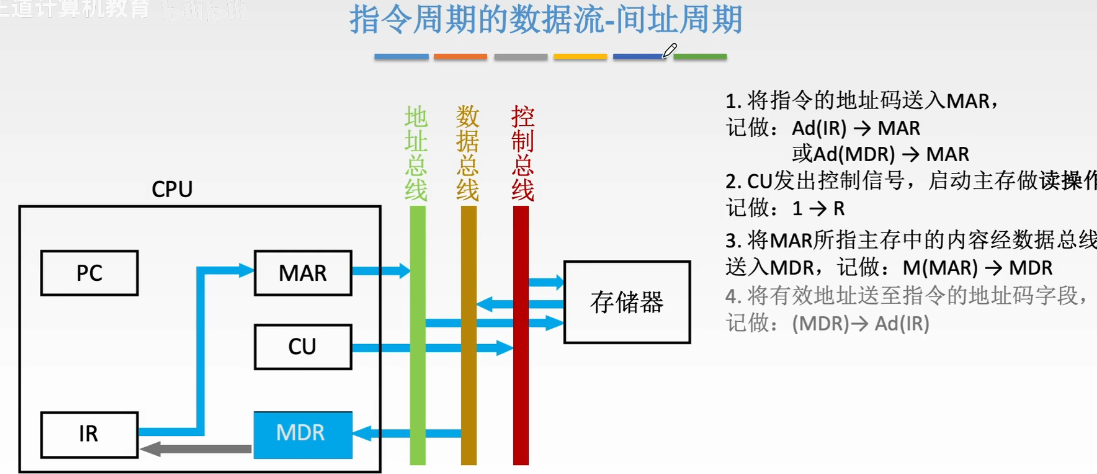 王道计算机教育
指令周期的数据流-间址周期
地址总线
数据总线
控制总线
CPU
PC
MAR
CU
IR
MDR
存储器
1. 将指令的地址码送入MAR，
记做：Ad(IR) → MAR
或Ad(MDR) → MAR
2. CU发出控制信号，启动主存做读操作
记做：1 → R
3. 将MAR所指主存中的内容经数据总线
送入MDR，记做：M(MAR) → MDR
4. 将有效地址送至指令的地址码字段，
记做：(MDR)→ Ad(IR)